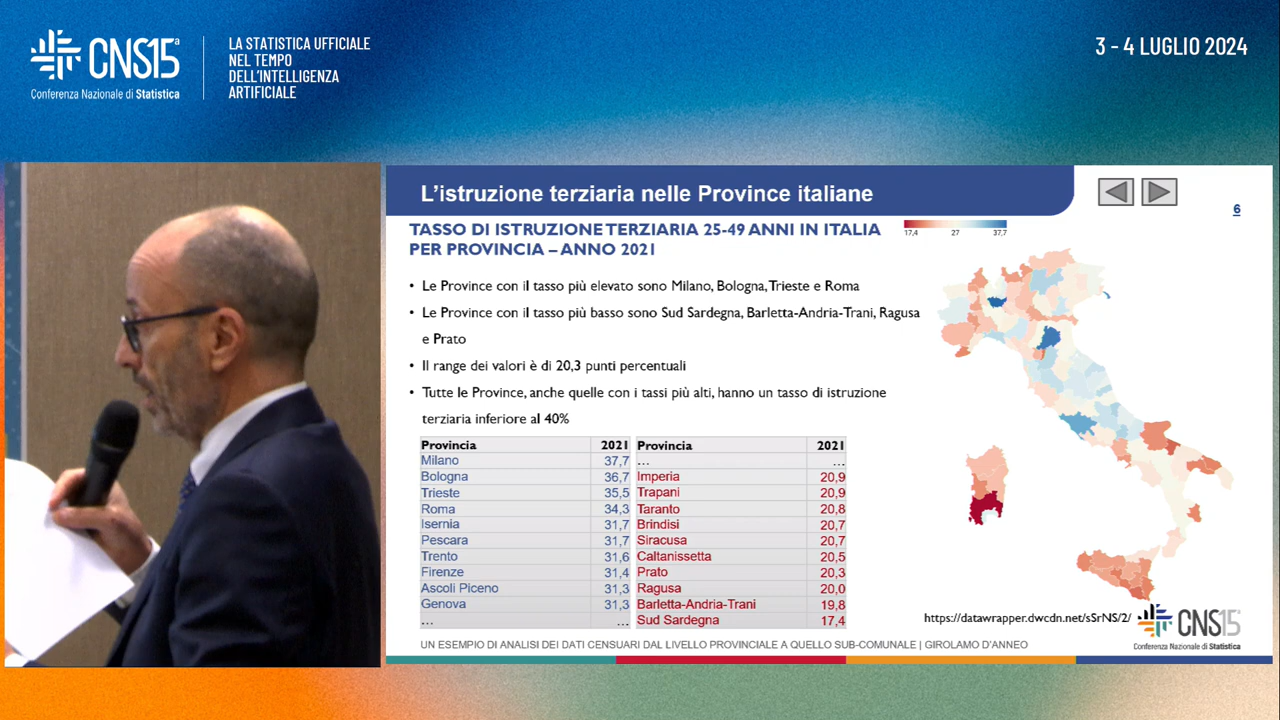 CNS15ª
Conferenza Nazionale di Statistica
LA STATISTICA UFFICIALE
NEL TEMPO
DELL'INTELLIGENZA
ARTIFICIALE
3 - 4 LUGLIO 2024
L'istruzione terziaria nelle Province italiane
6
TASSO DI ISTRUZIONE TERZIARIA 25-49 ANNI IN ITALIA
PER PROVINCIA – ANNO 2021
17,4 27 37,7
• Le Province con il tasso più elevato sono Milano, Bologna, Trieste e Roma
• Le Province con il tasso più basso sono Sud Sardegna, Barletta-Andria-Trani, Ragusa
e Prato
• Il range dei valori è di 20,3 punti percentuali
• Tutte le Province, anche quelle con i tassi più alti, hanno un tasso di istruzione
terziaria inferiore al 40%
Provincia 2021 Provincia 2021
Milano 37,7 ... ...
Bologna 36,7 Imperia 20,9
Trieste 35,5 Trapani 20,9
Roma 34,3 Taranto 20,8
Isernia 31,7 Brindisi 20,7
Pescara 31,7 Siracusa 20,7
Trento 31,6 Caltanissetta 20,5
Firenze 31,4 Prato 20,3
Ascoli Piceno 31,3 Ragusa 20,0
Genova 31,3 Barletta-Andria-Trani 19,8
... ... Sud Sardegna 17,4
https://datawrapper.dwcdn.net/sSrNS/2/
CNS15ª
Conferenza Nazionale di Statistica
UN ESEMPIO DI ANALISI DEI DATI CENSUARI DAL LIVELLO PROVINCIALE A QUELLO SUB-COMUNALE | GIROLAMO D'ANNEO